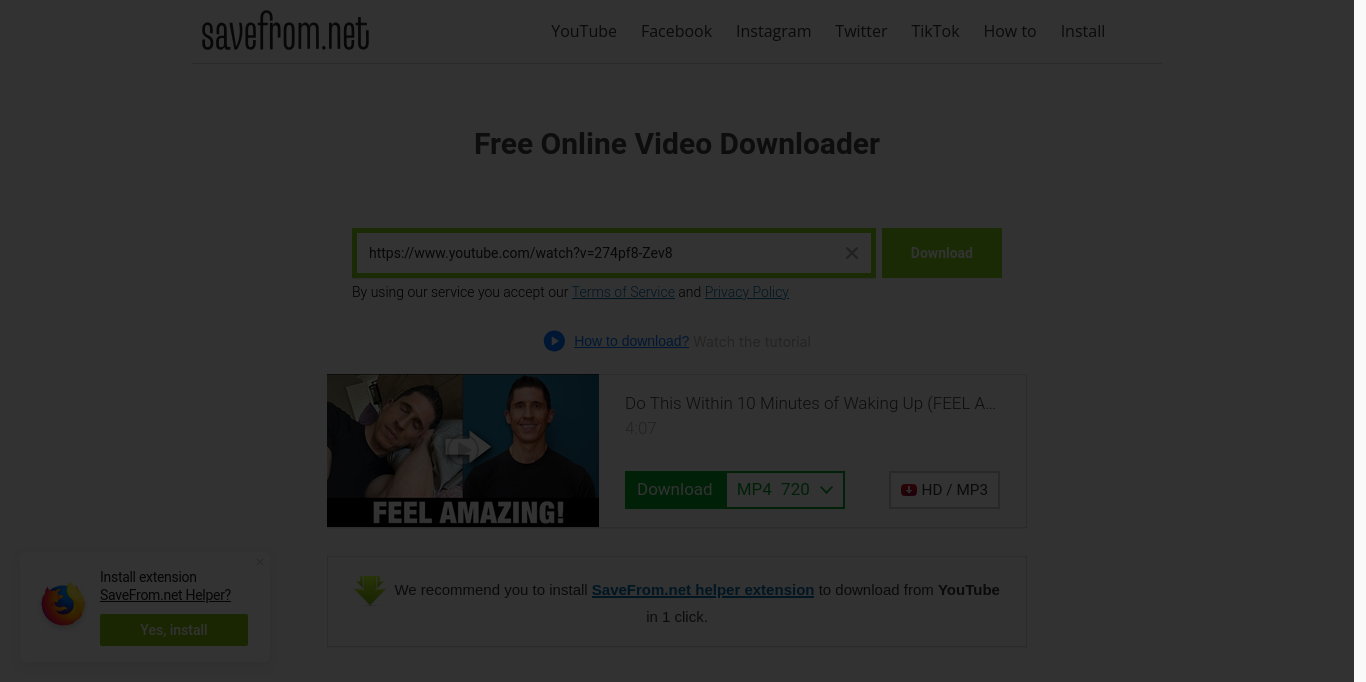 savefrom.net
YouTube Facebook Instagram Twitter TikTok How to Install
Free Online Video Downloader
https://www.youtube.com/watch?v=274pf8-Zev8
Download
By using our service you accept our Terms of Service and Privacy Policy
How to download? Watch the tutorial
Do This Within 10 Minutes of Waking Up (FEEL A...
4:07
Download MP4 720
HD / MP3
FEEL AMAZING!
We recommend you to install SaveFrom.net helper extension to download from YouTube
in 1 click.
Install extension
SaveFrom.net Helper?
Yes, install